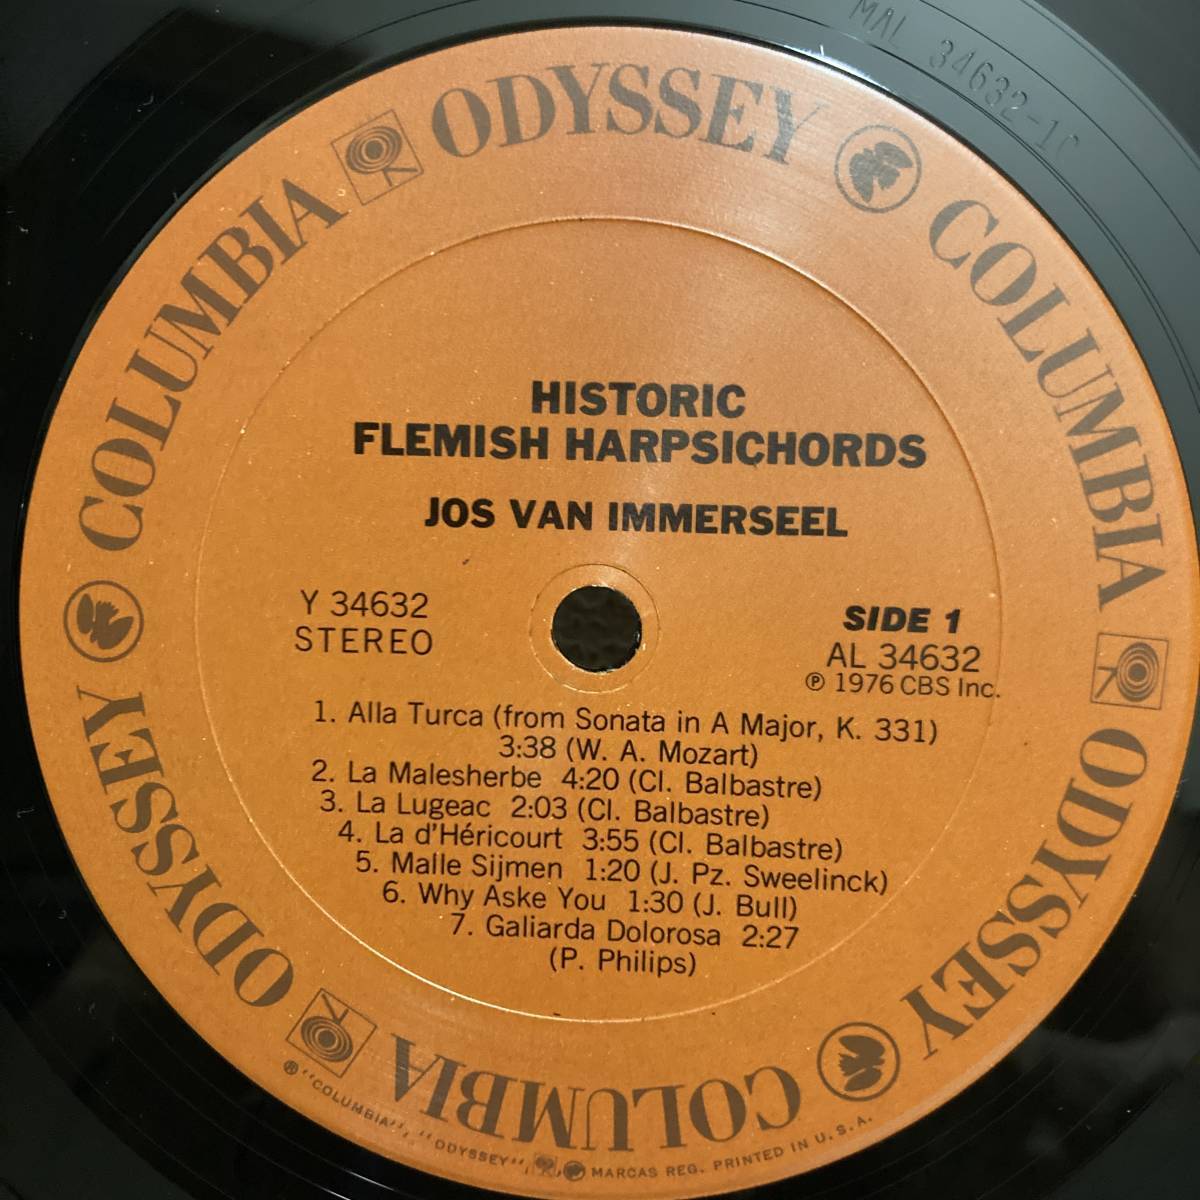 MAL 34632-1C
COLUMBIA ODYSSEY COLUMBIA ODYSSEY COLUMBIA ODYSSEY
HISTORIC
FLEMISH HARPSICHORDS
JOS VAN IMMERSEEL
Y 34632
STEREO
SIDE 1
AL 34632
℗ 1976 CBS Inc.
1. Alla Turca (from Sonata in A Major, K. 331)
3:38 (W. A. Mozart)
2. La Malesherbe 4:20 (Cl. Balbastre)
3. La Lugeac 2:03 (Cl. Balbastre)
4. La d'Héricourt 3:55 (Cl. Balbastre)
5. Malle Sijmen 1:20 (J. Pz. Sweelinck)
6. Why Aske You 1:30 (J. Bull)
7. Galiarda Dolorosa 2:27
(P. Philips)
® "COLUMBIA", "ODYSSEY", MARCAS REG. PRINTED IN U.S.A.